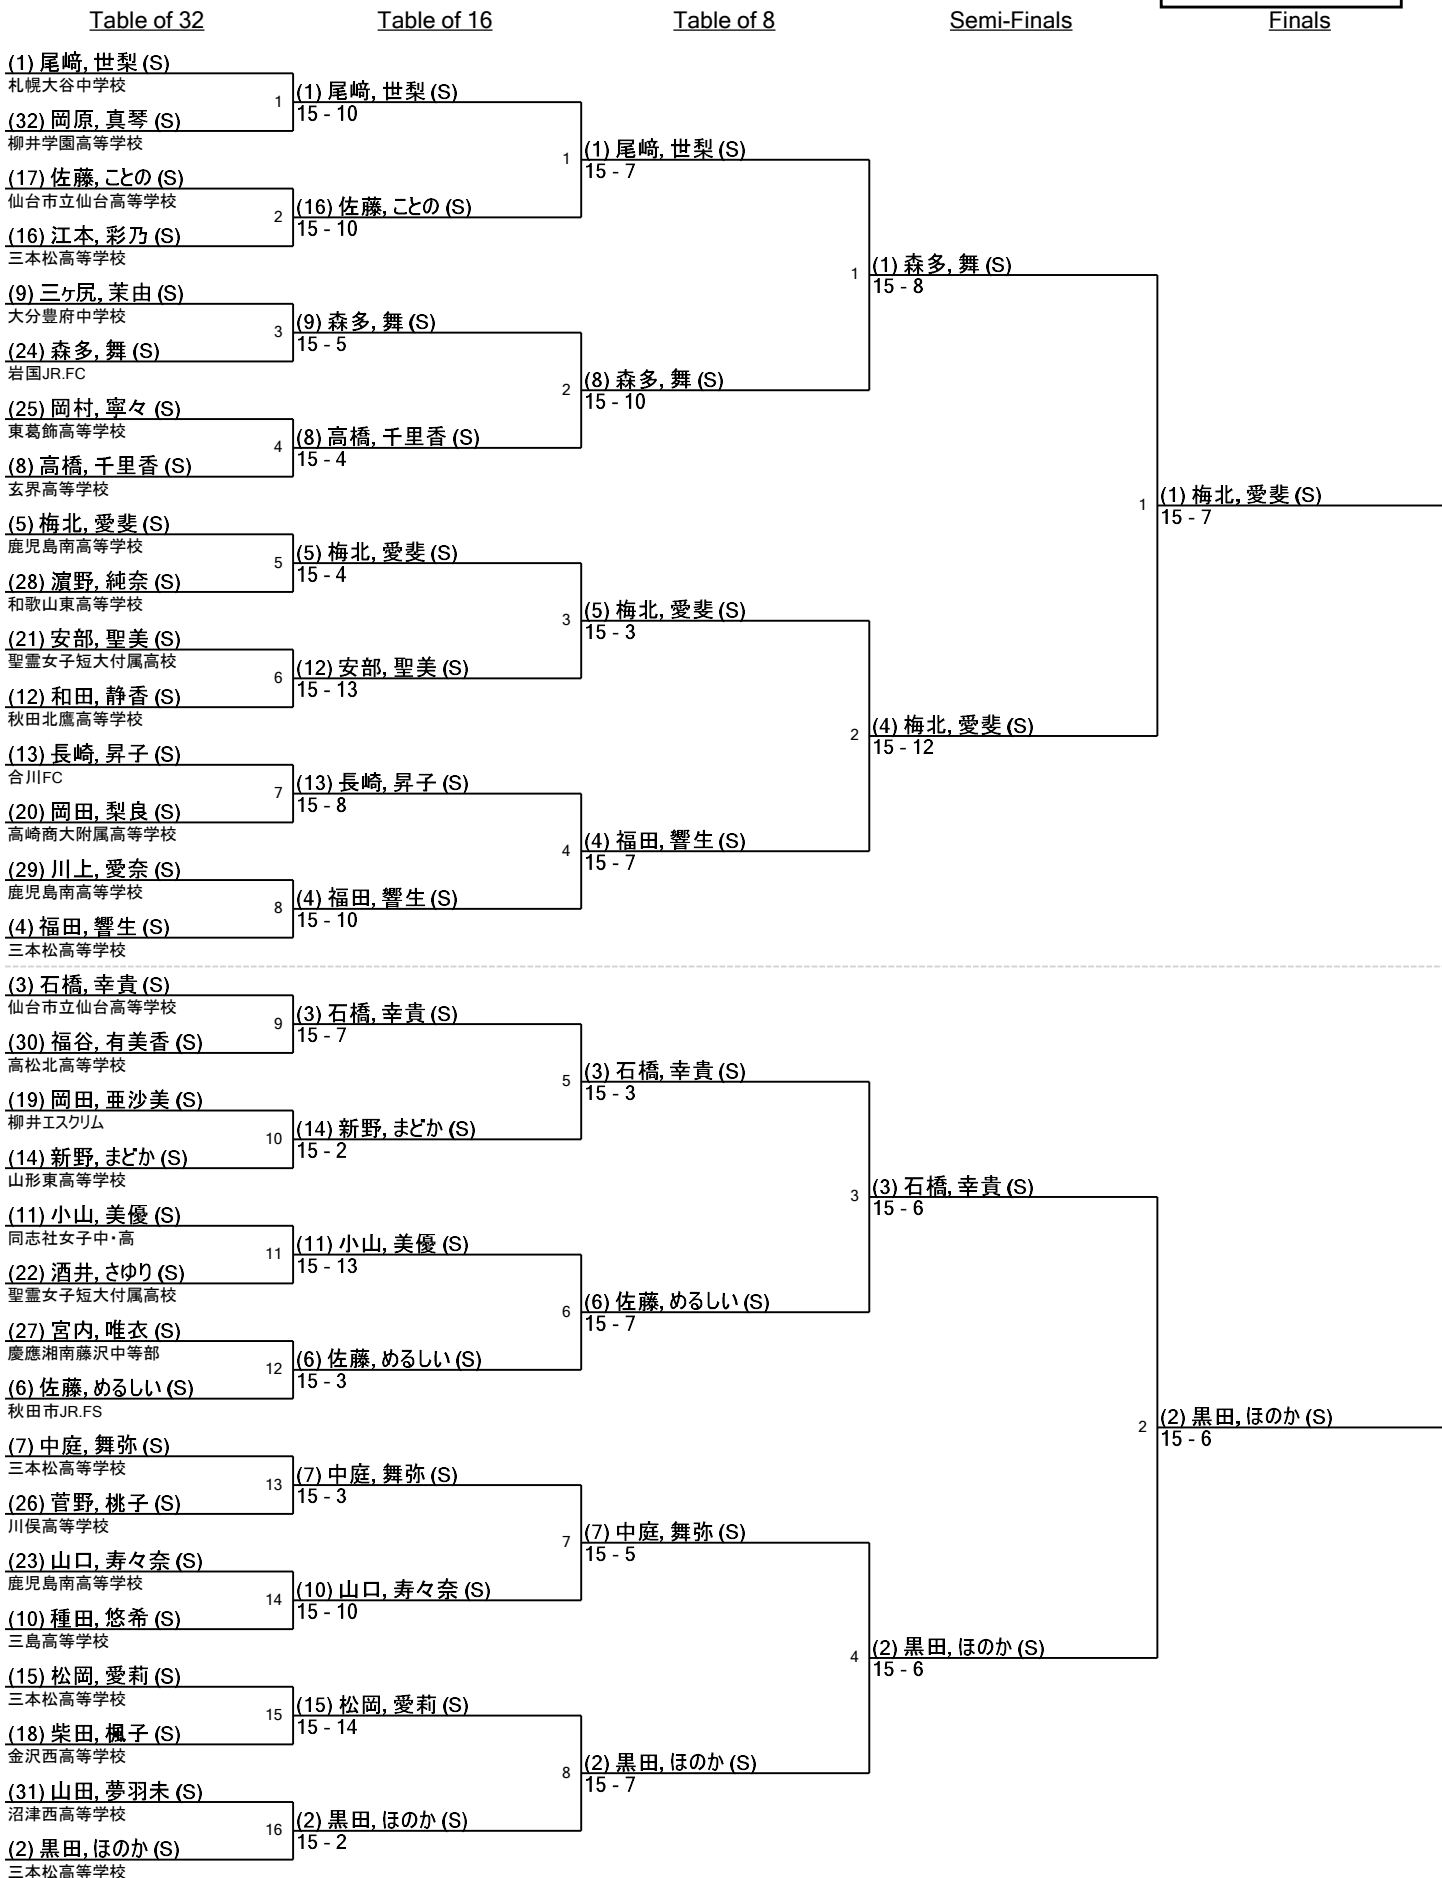 Table of 32
Table of 16
Table of 8
Semi-Finals
Finals
(1) 尾﨑, 世梨 (S)
札幌大谷中学校
(32) 岡原, 真琴 (S)
柳井学園高等学校
(17) 佐藤, ことの (S)
仙台市立仙台高等学校
(16) 江本, 彩乃 (S)
三本松高等学校
(9) 三ヶ尻, 茉由 (S)
大分豊府中学校
(24) 森多, 舞 (S)
岩国JR.FC
(25) 岡村, 寧々 (S)
東葛飾高等学校
(8) 高橋, 千里香 (S)
玄界高等学校
(5) 梅北, 愛斐 (S)
鹿児島南高等学校
(28) 濵野, 純奈 (S)
和歌山東高等学校
(21) 安部, 聖美 (S)
聖霊女子短大付属高校
(12) 和田, 静香 (S)
秋田北鷹高等学校
(13) 長崎, 昇子 (S)
合川FC
(20) 岡田, 梨良 (S)
高崎商大附属高等学校
(29) 川上, 愛奈 (S)
鹿児島南高等学校
(4) 福田, 響生 (S)
三本松高等学校
(3) 石橋, 幸貴 (S)
仙台市立仙台高等学校
(30) 福谷, 有美香 (S)
高松北高等学校
(19) 岡田, 亜沙美 (S)
柳井エスクリム
(14) 新野, まどか (S)
山形東高等学校
(11) 小山, 美優 (S)
同志社女子中・高
(22) 酒井, さゆり (S)
聖霊女子短大付属高校
(27) 宮内, 唯衣 (S)
慶應湘南藤沢中等部
(6) 佐藤, めるしい (S)
秋田市JR.FS
(7) 中庭, 舞弥 (S)
三本松高等学校
(26) 菅野, 桃子 (S)
川俣高等学校
(23) 山口, 寿々奈 (S)
鹿児島南高等学校
(10) 種田, 悠希 (S)
三島高等学校
(15) 松岡, 愛莉 (S)
三本松高等学校
(18) 柴田, 楓子 (S)
金沢西高等学校
(31) 山田, 夢羽未 (S)
沼津西高等学校
(2) 黒田, ほのか (S)
三本松高等学校
1
(1) 尾﨑, 世梨 (S)
15 - 10
2
(16) 佐藤, ことの (S)
15 - 10
3
(9) 森多, 舞 (S)
15 - 5
4
(8) 高橋, 千里香 (S)
15 - 4
5
(5) 梅北, 愛斐 (S)
15 - 4
6
(12) 安部, 聖美 (S)
15 - 13
7
(13) 長崎, 昇子 (S)
15 - 8
8
(4) 福田, 響生 (S)
15 - 10
9
(3) 石橋, 幸貴 (S)
15 - 7
10
(14) 新野, まどか (S)
15 - 2
11
(11) 小山, 美優 (S)
15 - 13
12
(6) 佐藤, めるしい (S)
15 - 3
13
(7) 中庭, 舞弥 (S)
15 - 3
14
(10) 山口, 寿々奈 (S)
15 - 10
15
(15) 松岡, 愛莉 (S)
15 - 14
16
(2) 黒田, ほのか (S)
15 - 2
1
(1) 尾﨑, 世梨 (S)
15 - 7
2
(8) 森多, 舞 (S)
15 - 10
3
(5) 梅北, 愛斐 (S)
15 - 3
4
(4) 福田, 響生 (S)
15 - 7
5
(3) 石橋, 幸貴 (S)
15 - 3
6
(6) 佐藤, めるしい (S)
15 - 7
7
(7) 中庭, 舞弥 (S)
15 - 5
8
(2) 黒田, ほのか (S)
15 - 7
1
(1) 森多, 舞 (S)
15 - 8
2
(4) 梅北, 愛斐 (S)
15 - 12
3
(3) 石橋, 幸貴 (S)
15 - 6
4
(2) 黒田, ほのか (S)
15 - 6
1
(1) 梅北, 愛斐 (S)
15 - 7
2
(2) 黒田, ほのか (S)
15 - 6